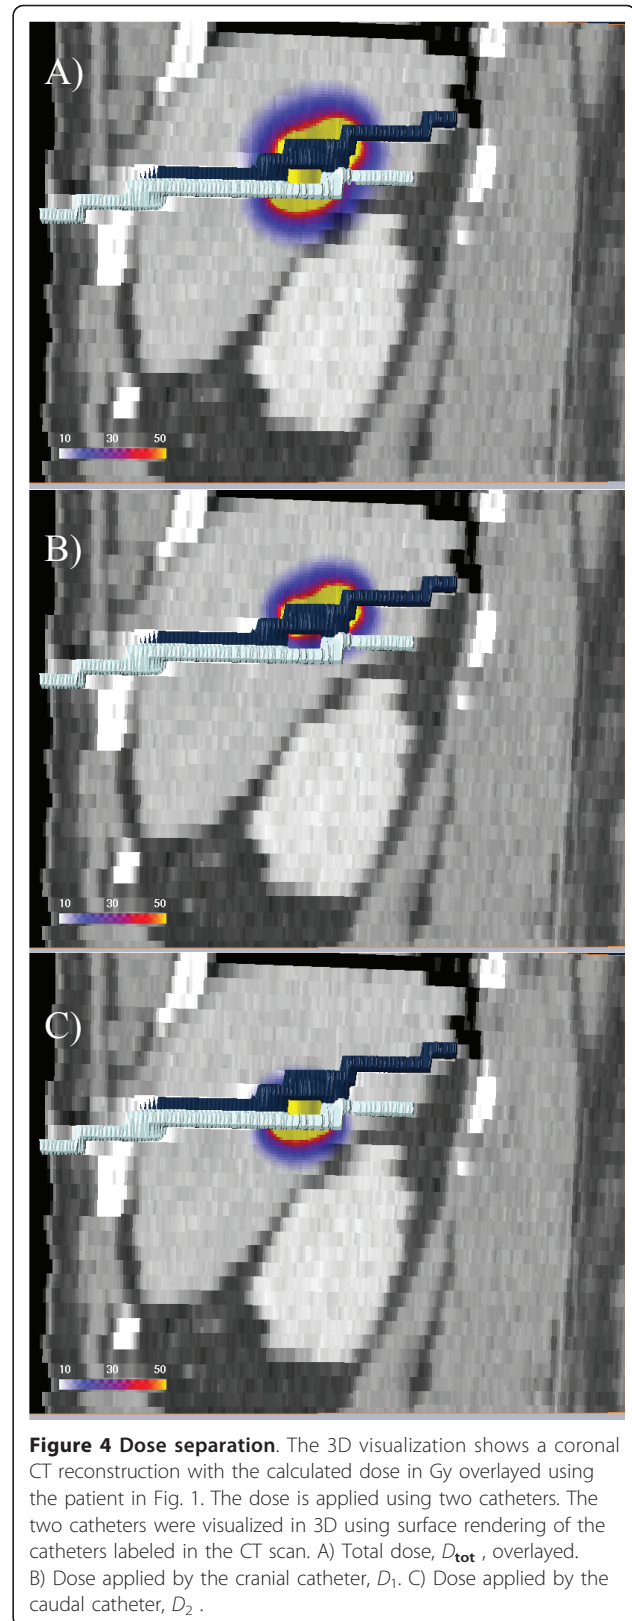 A)
10 30 50
B)
10 30 50
C)
10 30 50
Figure 4 Dose separation. The 3D visualization shows a coronal
CT reconstruction with the calculated dose in Gy overlayed using
the patient in Fig. 1. The dose is applied using two catheters. The
two catheters were visualized in 3D using surface rendering of the
catheters labeled in the CT scan. A) Total dose, Dtot , overlayed.
B) Dose applied by the cranial catheter, D1. C) Dose applied by the
caudal catheter, D2 .